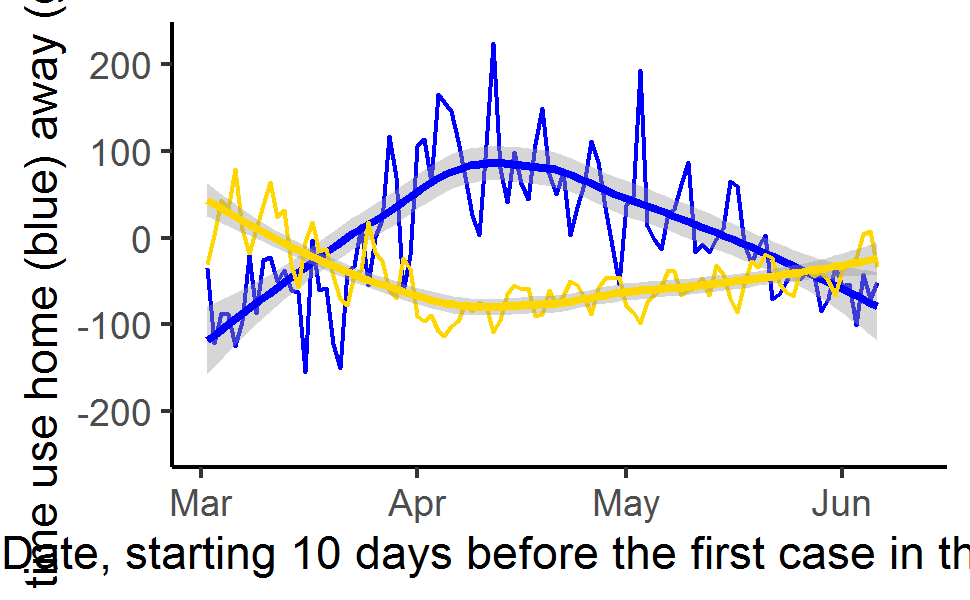 time use home (blue) away (
200
100
0
-100
-200
Mar Apr May Jun
Date, starting 10 days before the first case in th